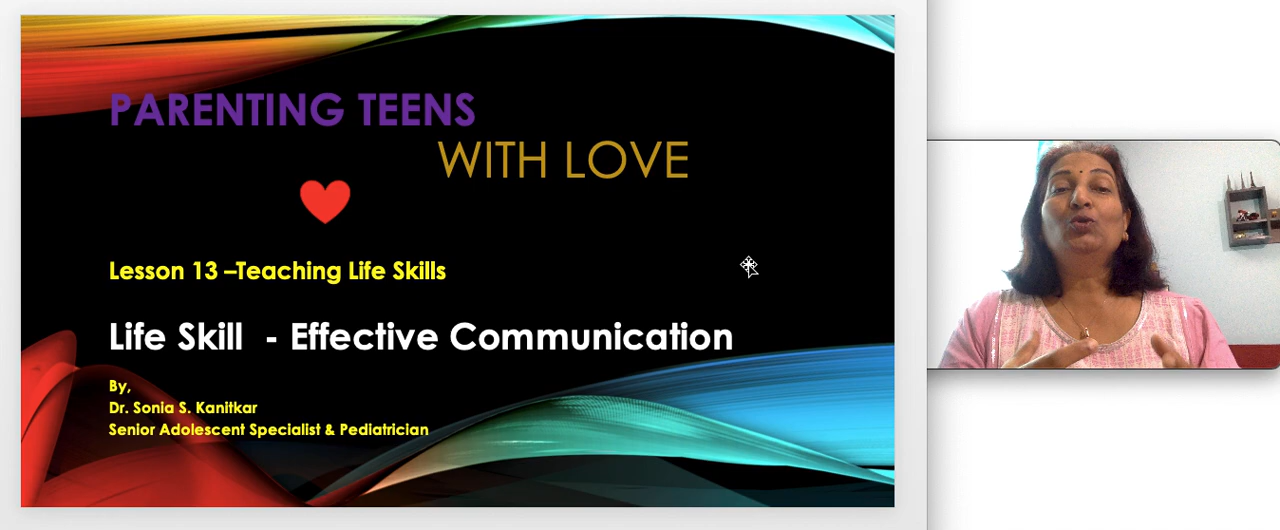 PARENTING TEENS
WITH LOVE
Lesson 13 –Teaching Life Skills
Life Skill - Effective Communication
By,
Dr. Sonia S. Kanitkar
Senior Adolescent Specialist & Pediatrician